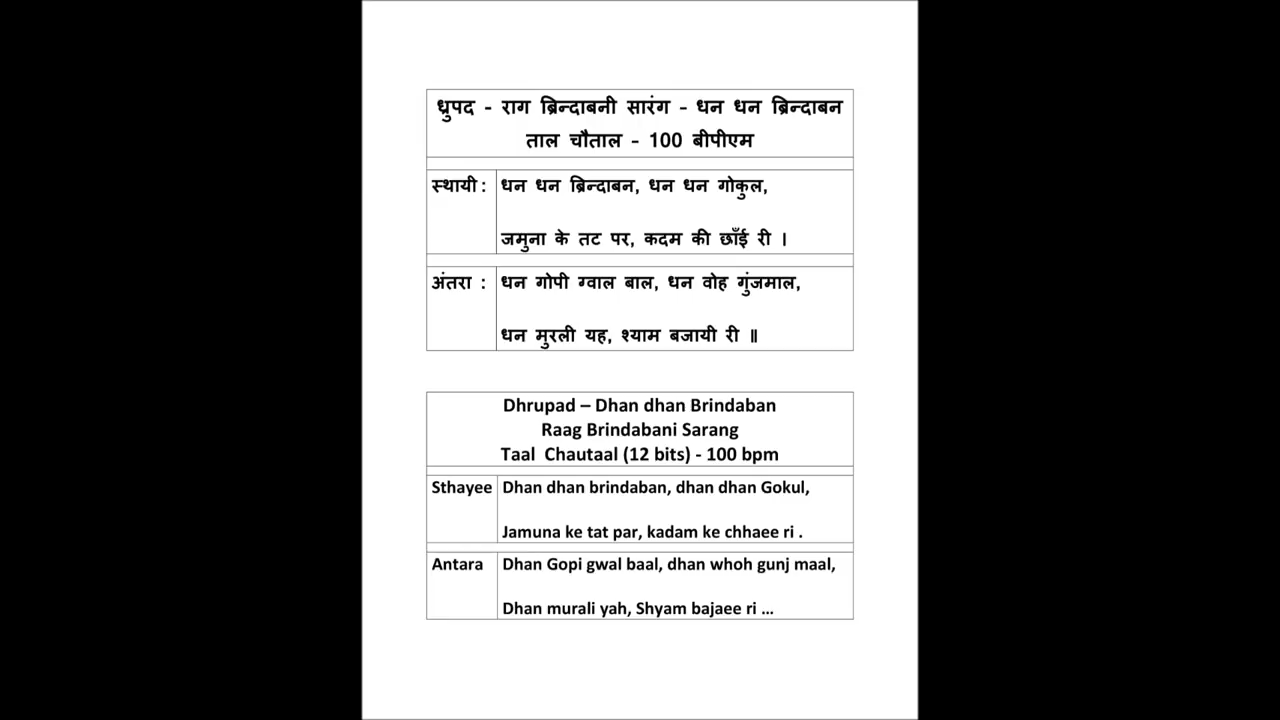 ध्रुपद - राग ब्रिन्दाबनी सारंग - धन धन ब्रिन्दाबन
ताल चौताल - 100 बीपीएम
स्थायी : धन धन ब्रिन्दाबन, धन धन गोकुल,
जमुना के तट पर, कदम की छाँई री ।
अंतरा : धन गोपी ग्वाल बाल, धन वोह गुंजमाल,
धन मुरली यह, श्याम बजायी री ॥
Dhrupad – Dhan dhan Brindaban
Raag Brindabani Sarang
Taal Chautaal (12 bits) - 100 bpm
Sthayee Dhan dhan brindaban, dhan dhan Gokul,
Jamuna ke tat par, kadam ke chhaee ri .
Antara Dhan Gopi gwal baal, dhan whoh gunj maal,
Dhan murali yah, Shyam bajaee ri ...